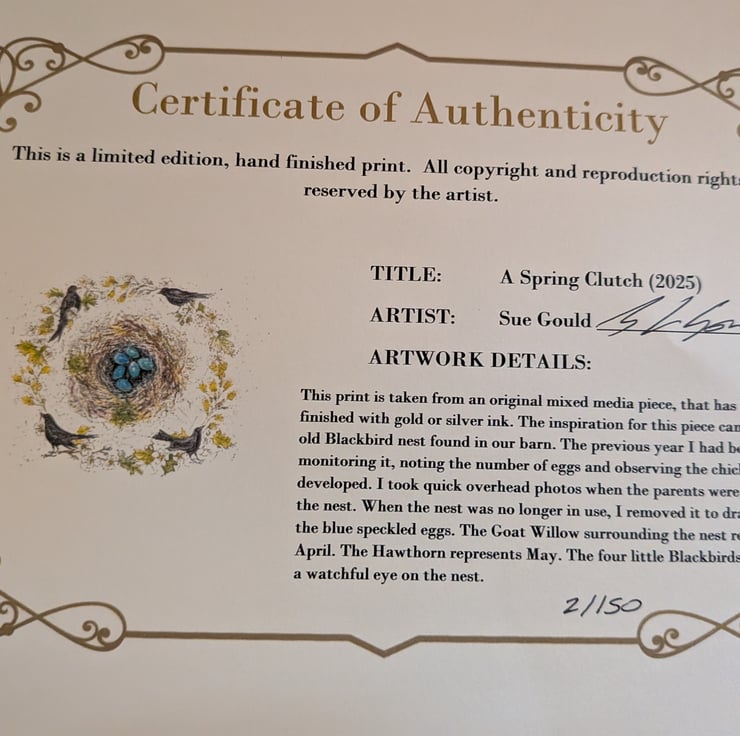 Certificate of Authenticity
This is a limited edition, hand finished print. All copyright and reproduction rights
reserved by the artist.
TITLE: A Spring Clutch (2025)
ARTIST: Sue Gould
ARTWORK DETAILS:
This print is taken from an original mixed media piece, that has
finished with gold or silver ink. The inspiration for this piece
old Blackbird nest found in our barn. The previous year I had
monitoring it, noting the number of eggs and observing the
developed. I took quick overhead photos when the parents were
the nest. When the nest was no longer in use, I removed it to
the blue speckled eggs. The Goat Willow surrounding the nest
April. The Hawthorn represents May. The four little Blackbirds
a watchful eye on the nest.
2/150